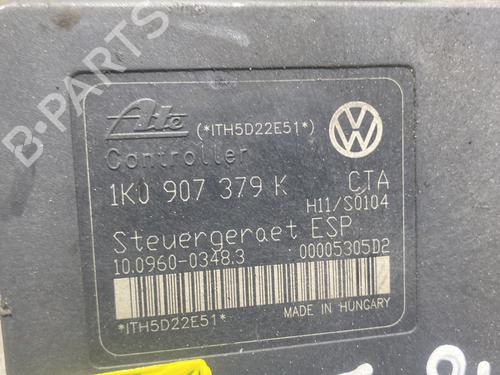 B-PARTS
Ate (*ITH5D22E51*)
Controller
1K0 907 379 K CTA
H11/S0104
Steuergeraet ESP
10.0960-0348.3 00005305D2
MADE IN HUNGARY
*ITH5D22E51*